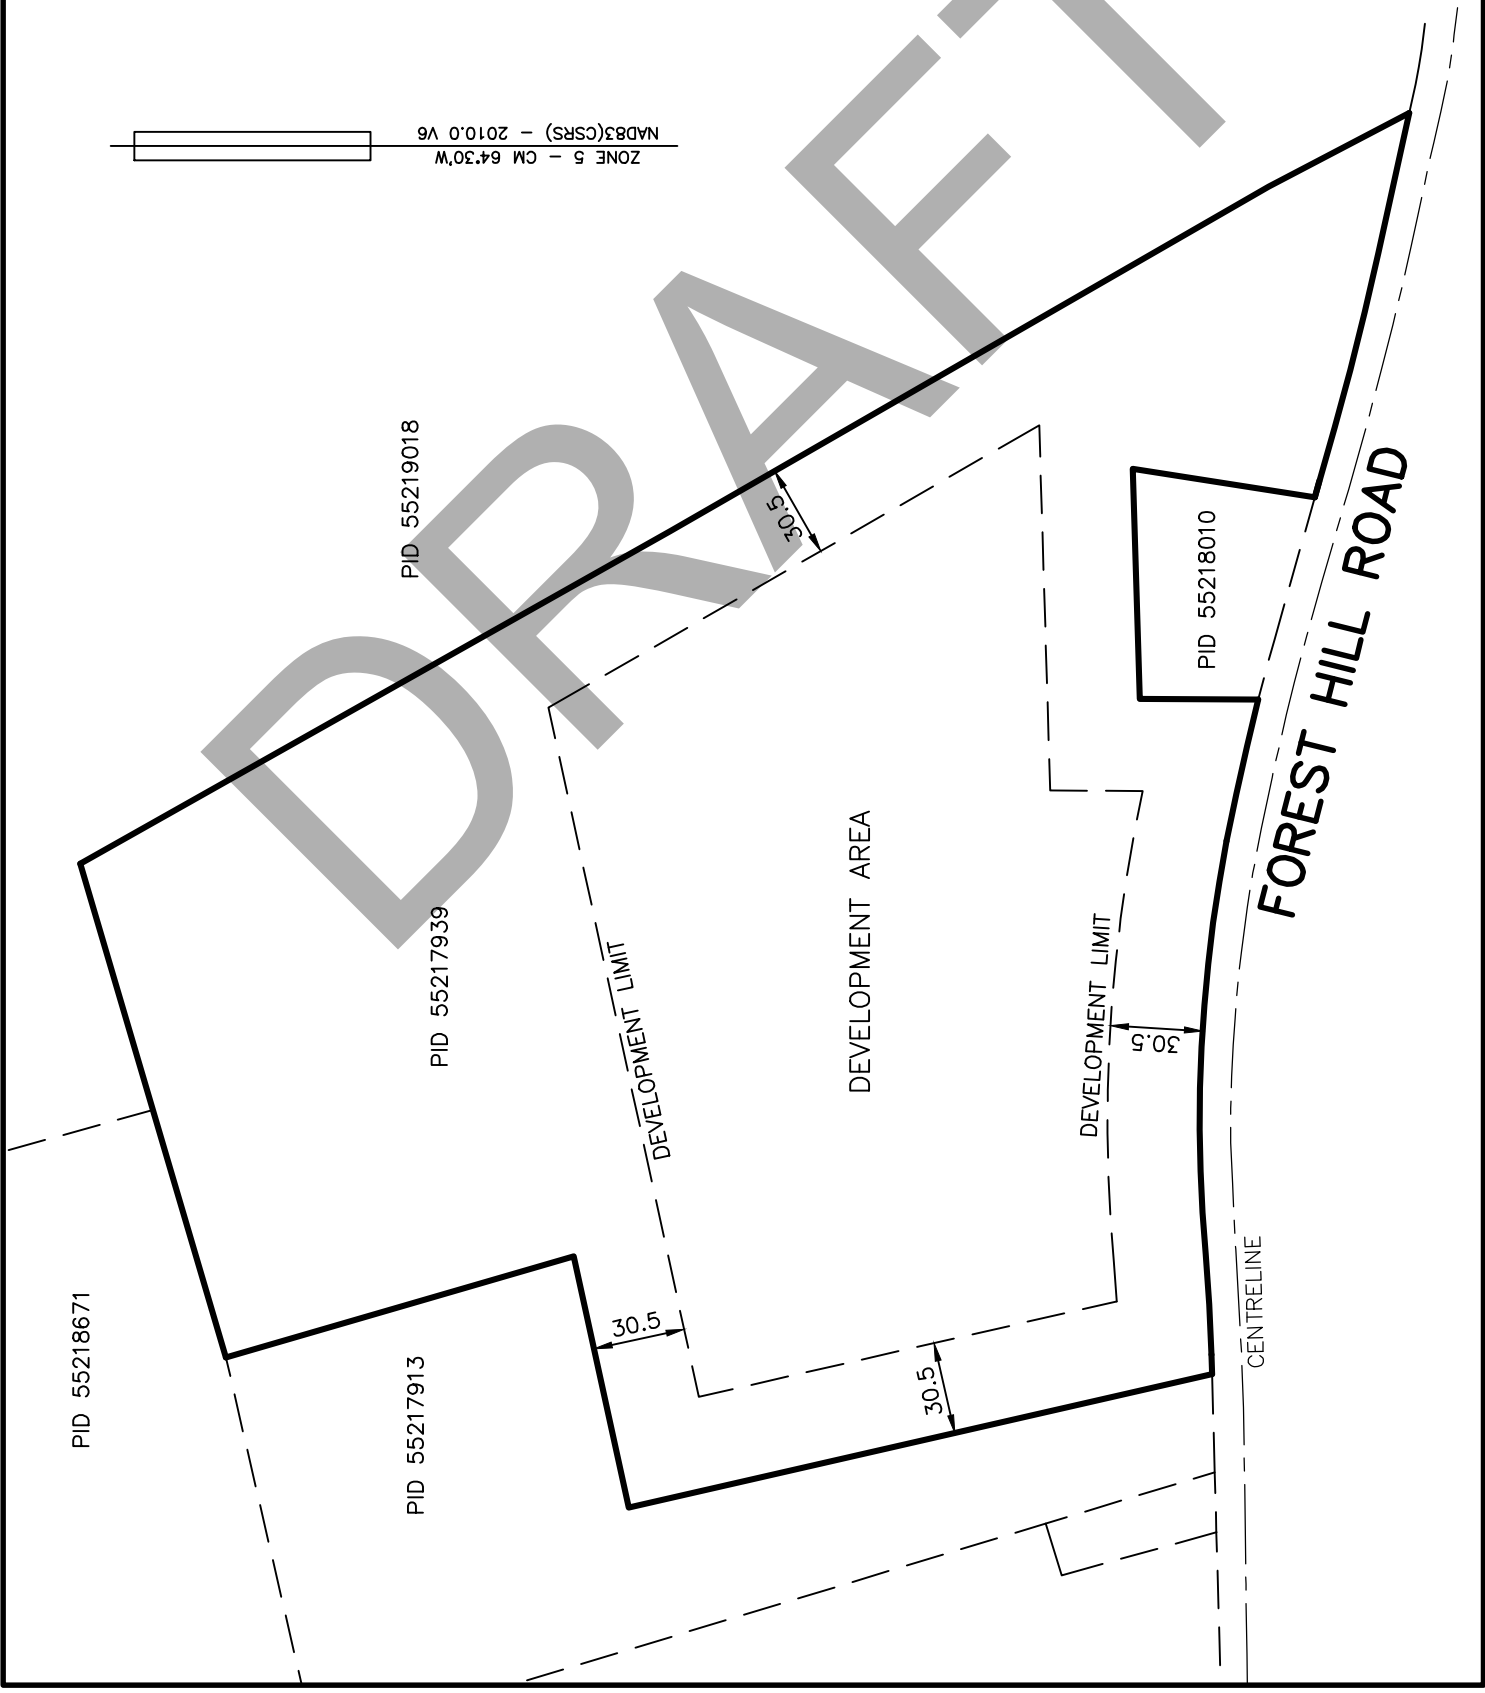 NAD83(CSRS) - 2010.0 V6
ZONE 5 - CM 64°30'W
DRAFT
PID 55219018
PID 55218010
FOREST HILL ROAD
30.5
PID 55217939
DEVELOPMENT LIMIT
DEVELOPMENT AREA
DEVELOPMENT LIMIT
30.5
PID 55218671
PID 55217913
30.5
30.5
CENTRELINE